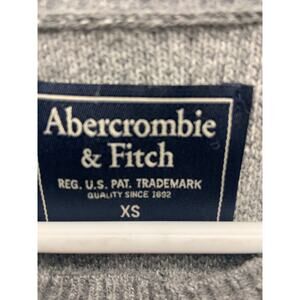 Abercrombie
& Fitch
REG. U.S. PAT. TRADEMARK
QUALITY SINCE 1892
XS